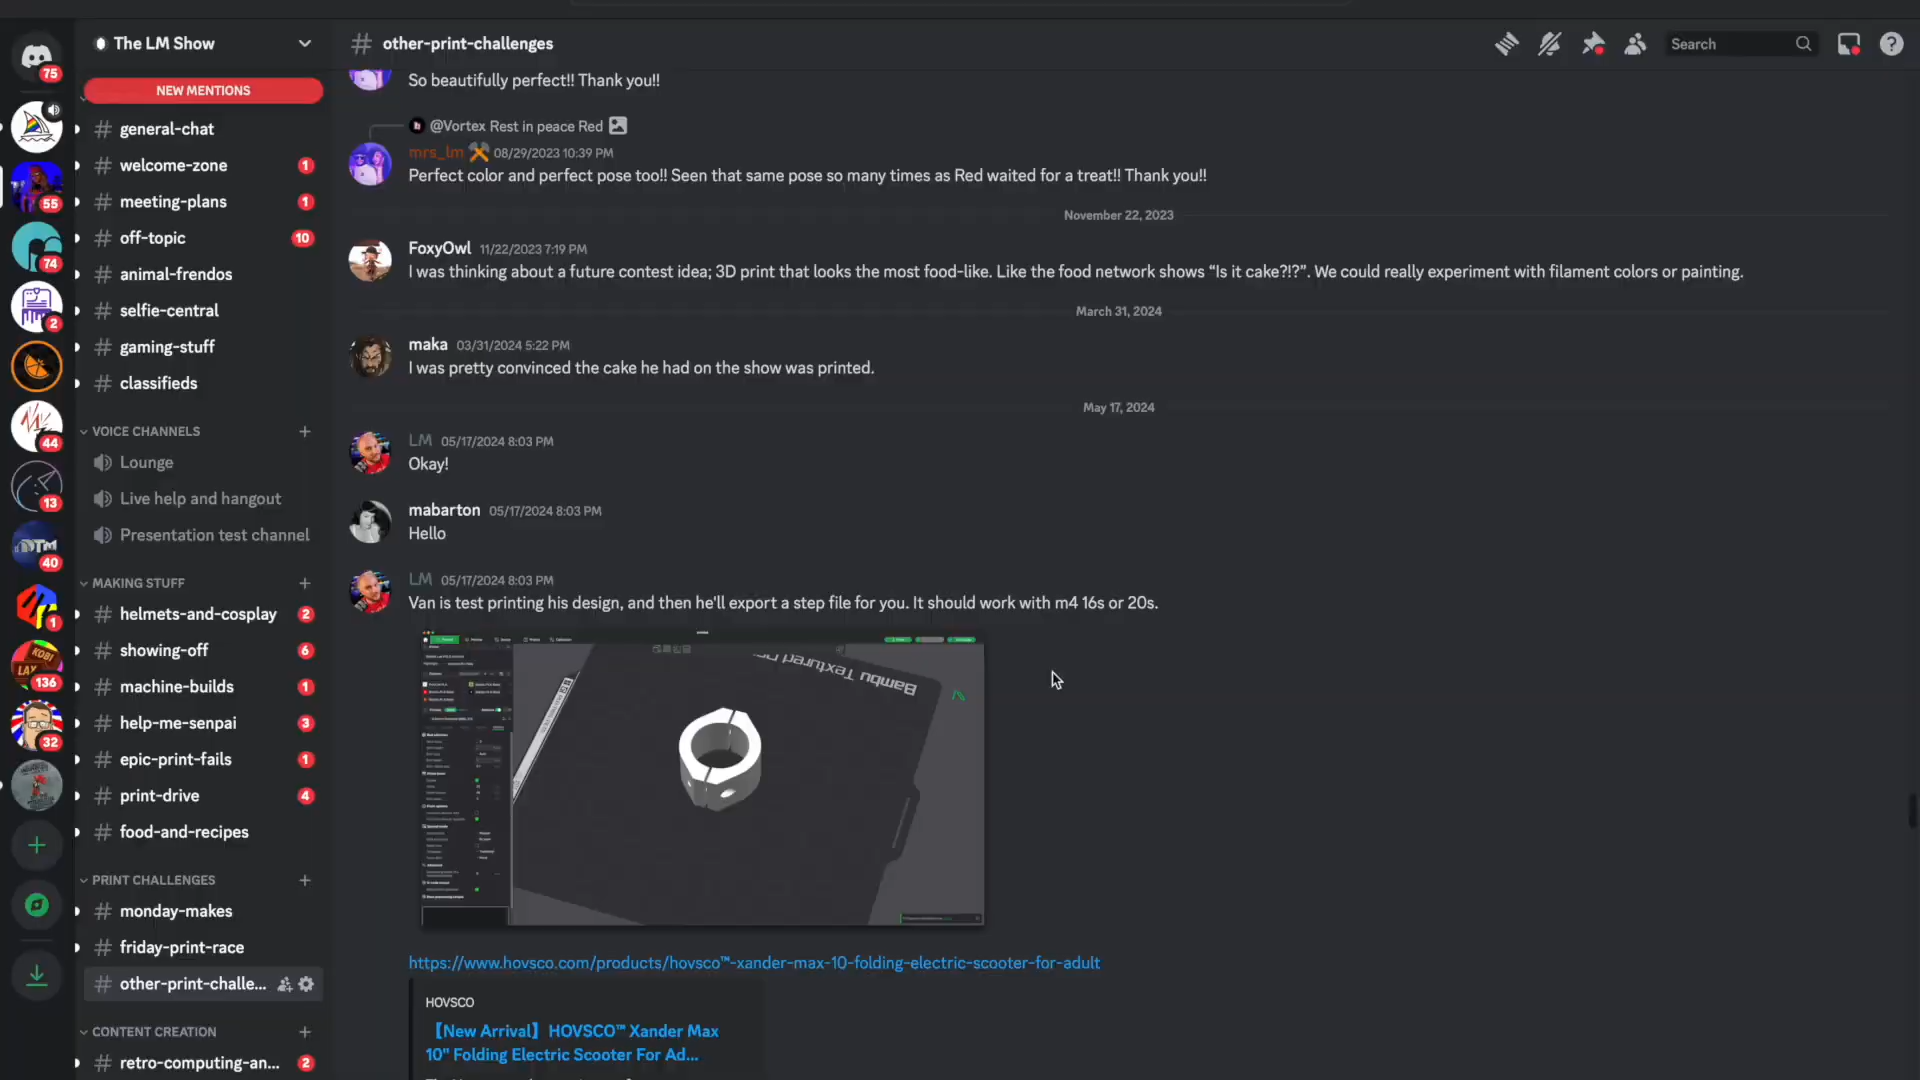 The LM Show
75
NEW MENTIONS
general-chat
welcome-zone 1
meeting-plans 1
off-topic 10
animal-frendos
selfie-central
gaming-stuff
classifieds
VOICE CHANNELS
Lounge
Live help and hangout
Presentation test channel
MAKING STUFF
helmets-and-cosplay 2
showing-off 6
machine-builds 1
help-me-senpai 3
epic-print-fails 1
print-drive 4
food-and-recipes
PRINT CHALLENGES
monday-makes
friday-print-race
other-print-challe...
CONTENT CREATION
retro-computing-an... 2
55
74
2
44
13
DTM
40
1
KOBI
LAX
136
32
# other-print-challenges
Search
So beautifully perfect!! Thank you!!
@Vortex Rest in peace Red
mrs_lm 08/29/2023 10:39 PM
Perfect color and perfect pose too!! Seen that same pose so many times as Red waited for a treat!! Thank you!!
November 22, 2023
FoxyOwl 11/22/2023 7:19 PM
I was thinking about a future contest idea; 3D print that looks the most food-like. Like the food network shows “Is it cake?!?”. We could really experiment with filament colors or painting.
March 31, 2024
maka 03/31/2024 5:22 PM
I was pretty convinced the cake he had on the show was printed.
May 17, 2024
LM 05/17/2024 8:03 PM
Okay!
mabarton 05/17/2024 8:03 PM
Hello
LM 05/17/2024 8:03 PM
Van is test printing his design, and then he'll export a step file for you. It should work with m4 16s or 20s.
Bambu Textured
https://www.hovsco.com/products/hovsco™-xander-max-10-folding-electric-scooter-for-adult
HOVSCO
【New Arrival】HOVSCO™ Xander Max
10" Folding Electric Scooter For Ad...